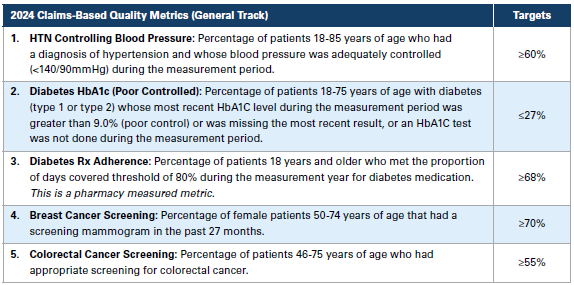 2024 Claims-Based Quality Metrics (General Track)
Targets
1. HTN Controlling Blood Pressure: Percentage of patients 18-85 years of age who had
a diagnosis of hypertension and whose blood pressure was adequately controlled
(<140/90mmHg) during the measurement period.
≥60%
2. Diabetes HbA1c (Poor Controlled): Percentage of patients 18-75 years of age with diabetes
(type 1 or type 2) whose most recent HbA1C level during the measurement period was
greater than 9.0% (poor control) or was missing the most recent result, or an HbA1C test
was not done during the measurement period.
≤27%
3. Diabetes Rx Adherence: Percentage of patients 18 years and older who met the proportion
of days covered threshold of 80% during the measurement year for diabetes medication.
This is a pharmacy measured metric.
≥68%
4. Breast Cancer Screening: Percentage of female patients 50-74 years of age that had a
screening mammogram in the past 27 months.
≥70%
5. Colorectal Cancer Screening: Percentage of patients 46-75 years of age who had
appropriate screening for colorectal cancer.
≥55%